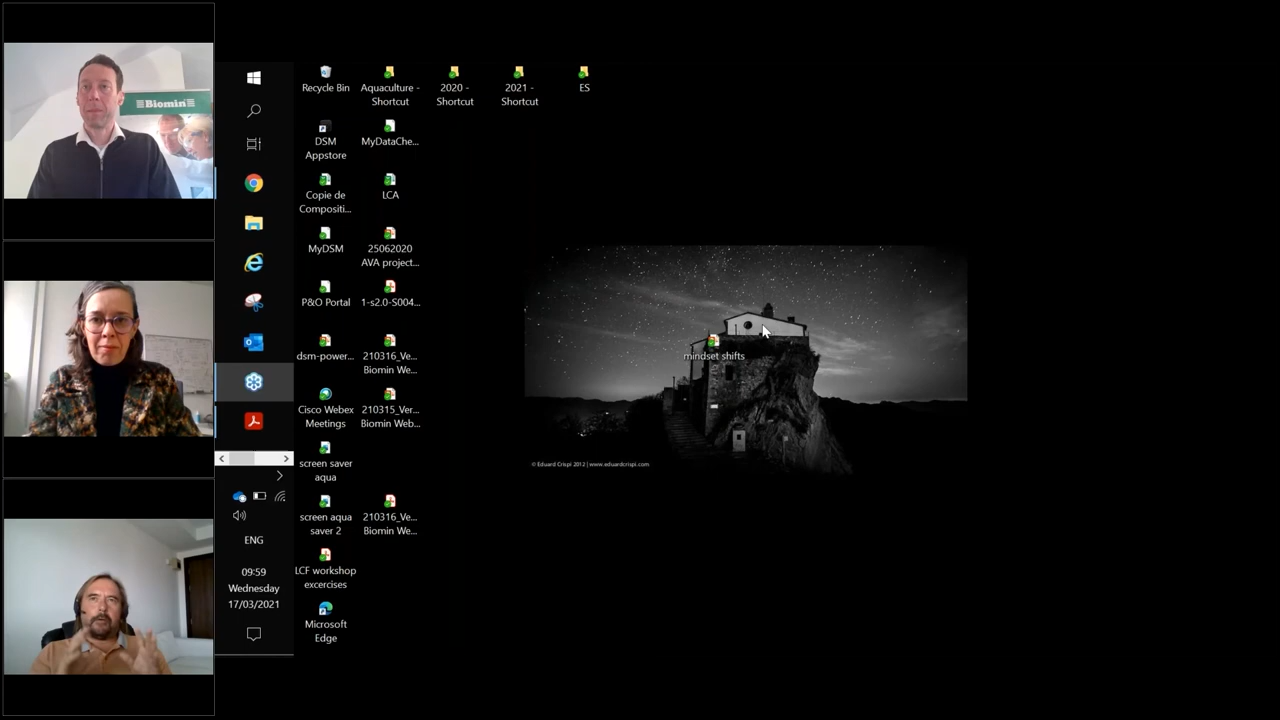 Biomin
Recycle Bin
Aquaculture -
Shortcut
2020 -
Shortcut
2021 -
Shortcut
ES
DSM
Appstore
MyDataChe...
Copie de
Compositi...
LCA
MyDSM
25062020
AVA project...
P&O Portal
1-s2.0-S004...
mindset shifts
dsm-power...
210316_Ve...
Biomin We...
Cisco Webex
Meetings
210315_Ver...
Biomin Web...
screen saver
aqua
© Eduard Crispi 2012 | www.eduardcrispi.com
screen aqua
saver 2
210316_Ve...
Biomin We...
ENG
LCF workshop
excercises
09:59
Wednesday
17/03/2021
Microsoft
Edge